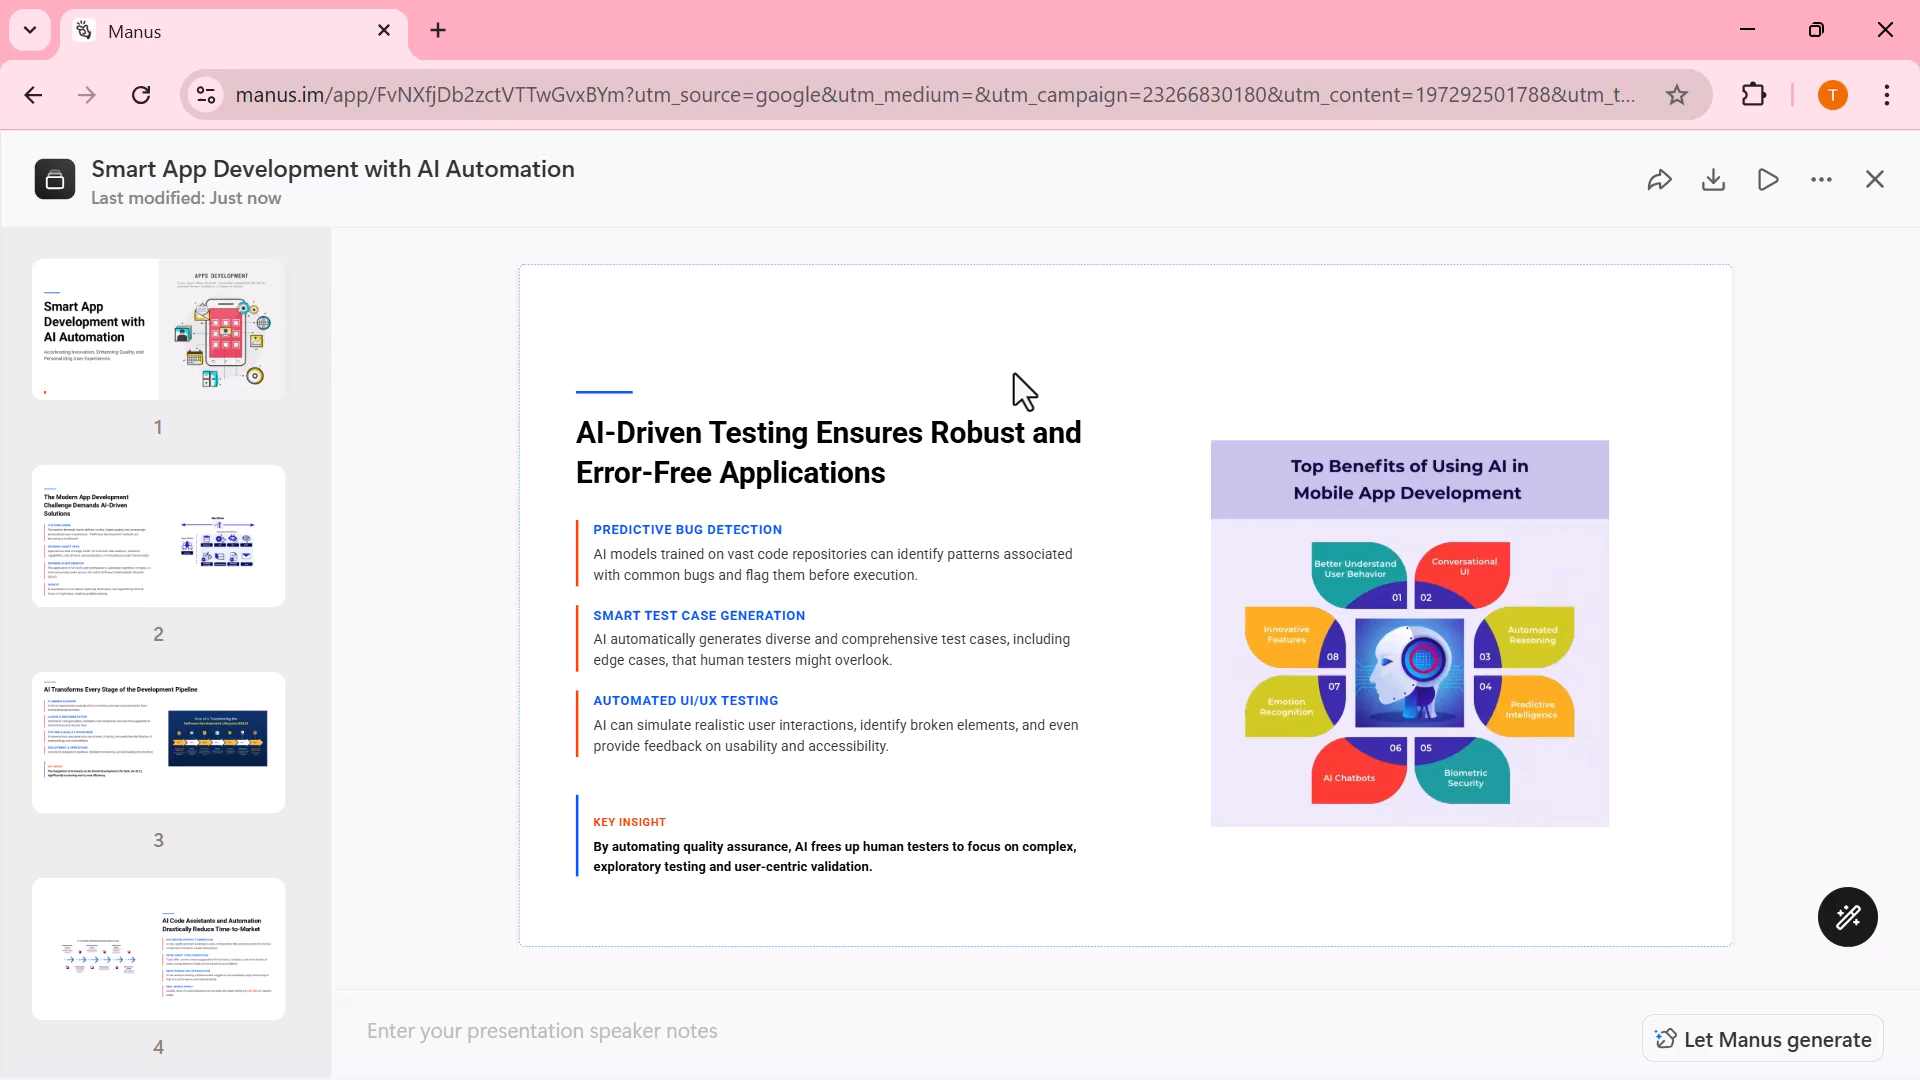 Manus
manus.im/app/FvNXfjDb2zctVTTwGvxBYm?utm_source=google&utm_medium=&utm_campaign=23266830180&utm_content=197292501788&utm_t...
T
Smart App Development with AI Automation
Last modified: Just now
APPS DEVELOPMENT
Smart App
Development with
AI Automation
Accelerating Innovation, Enhancing Quality, and
Personalizing User Experiences
1
The Modern App Development
Challenge Demands AI-Driven
Solutions
2
AI Transforms Every Stage of the Development Pipeline
3
AI Code Assistants and Automation
Drastically Reduce Time-to-Market
4
AI-Driven Testing Ensures Robust and
Error-Free Applications
PREDICTIVE BUG DETECTION
AI models trained on vast code repositories can identify patterns associated
with common bugs and flag them before execution.
SMART TEST CASE GENERATION
AI automatically generates diverse and comprehensive test cases, including
edge cases, that human testers might overlook.
AUTOMATED UI/UX TESTING
AI can simulate realistic user interactions, identify broken elements, and even
provide feedback on usability and accessibility.
KEY INSIGHT
By automating quality assurance, AI frees up human testers to focus on complex,
exploratory testing and user-centric validation.
Top Benefits of Using AI in
Mobile App Development
Better Understand
User Behavior
01
Conversational
UI
02
Automated
Reasoning
03
Predictive
Intelligence
04
Biometric
Security
05
AI Chatbots
06
Emotion
Recognition
07
Innovative
Features
08
Enter your presentation speaker notes
Let Manus generate